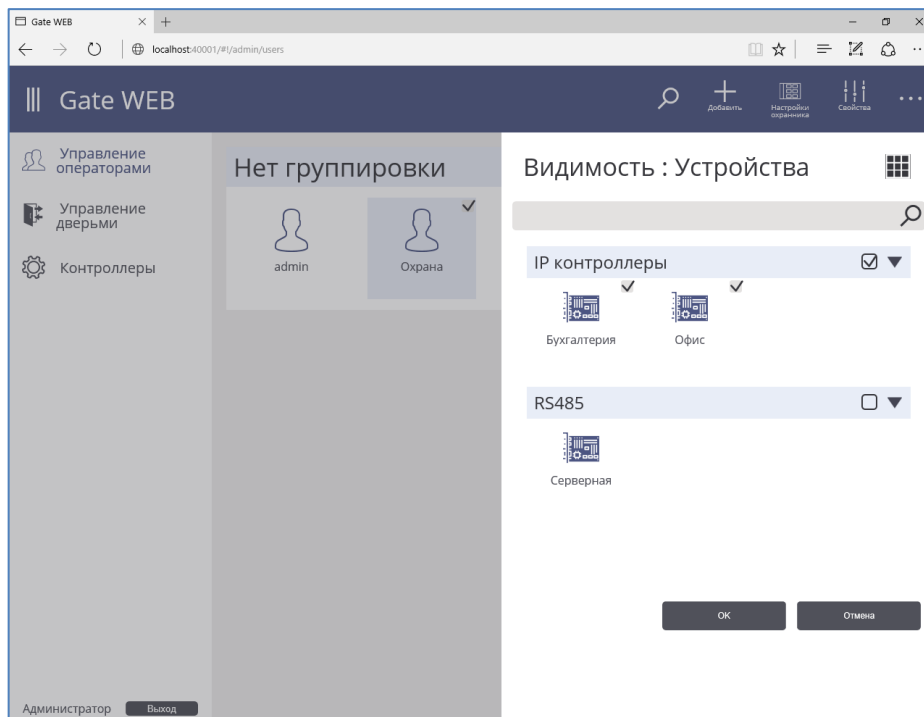 Gate WEB
localhost:40001/#!/admin/users
Gate WEB
Добавить
Настройки
охранника
Свойства
Управление
операторами
Управление
дверьми
Контроллеры
Нет группировки
admin
Охрана
Видимость : Устройства
IP контроллеры
Бухгалтерия
Офис
RS485
Серверная
ОК
Отмена
Администратор
Выход